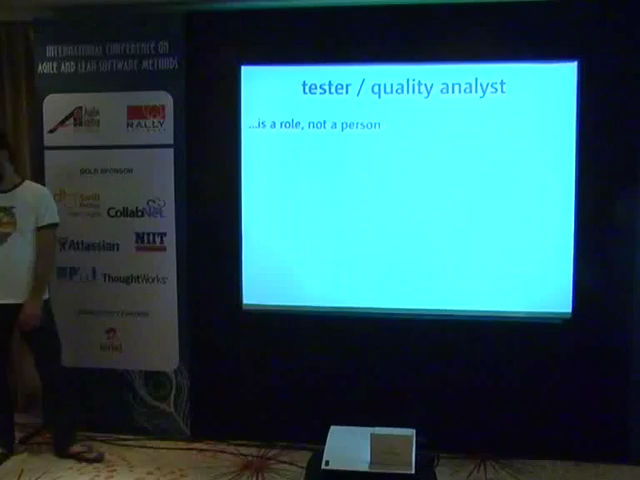 INTERNATIONAL CONFERENCE ON
AGILE AND LEAN SOFTWARE METHODS
RALLY
GOLD SPONSOR
CollabNet
Atlassian
NIIT
ThoughtWorks
airtel
tester / quality analyst
...is a role, not a person